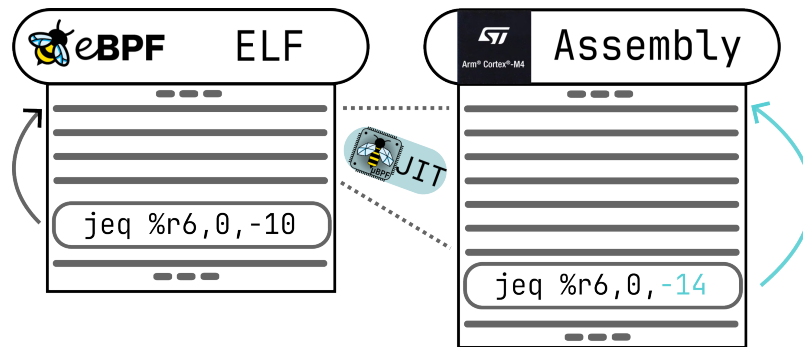 eBPF ELF
jeq %r6,0,-10
eBPF JIT
ST
Arm® Cortex®-M4
Assembly
jeq %r6,0,-14